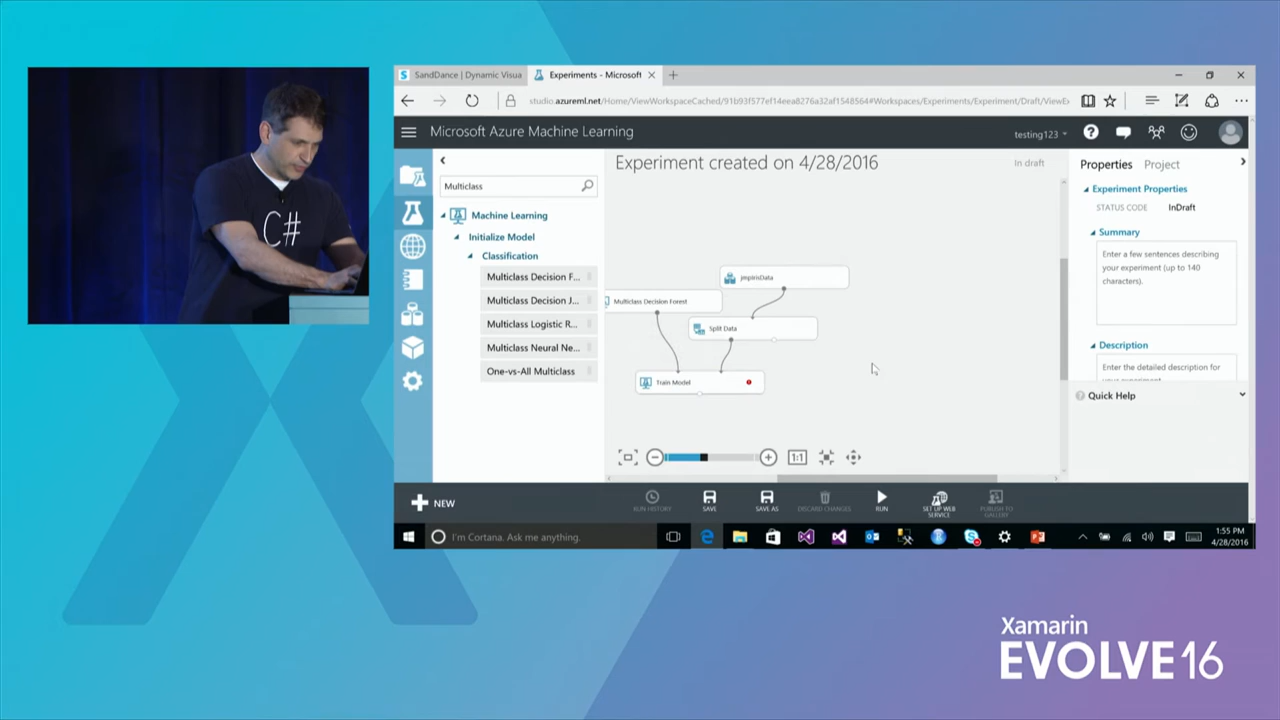 C#
SandDance | Dynamic Visua
Experiments - Microsoft
studio.azureml.net/Home/ViewWorkspaceCached/91b93f577ef14eea8276a32af1548564#Workspaces/Experiments/Experiment/Draft/ViewEx
Microsoft Azure Machine Learning
testing123
Multiclass
Machine Learning
Initialize Model
Classification
Multiclass Decision F...
Multiclass Decision J...
Multiclass Logistic R...
Multiclass Neural Ne...
One-vs-All Multiclass
Experiment created on 4/28/2016
In draft
jmpirisData
Multiclass Decision Forest
Split Data
Train Model
1:1
Properties Project
Experiment Properties
STATUS CODE InDraft
Summary
Enter a few sentences describing
your experiment (up to 140
characters).
Description
Enter the detailed description for
Quick Help
NEW
RUN HISTORY
SAVE
SAVE AS
DISCARD CHANGES
RUN
SET UP WEB
SERVICE
PUBLISH TO
GALLERY
I'm Cortana. Ask me anything.
1:55 PM
4/28/2016
Xamarin
EVOLVE16